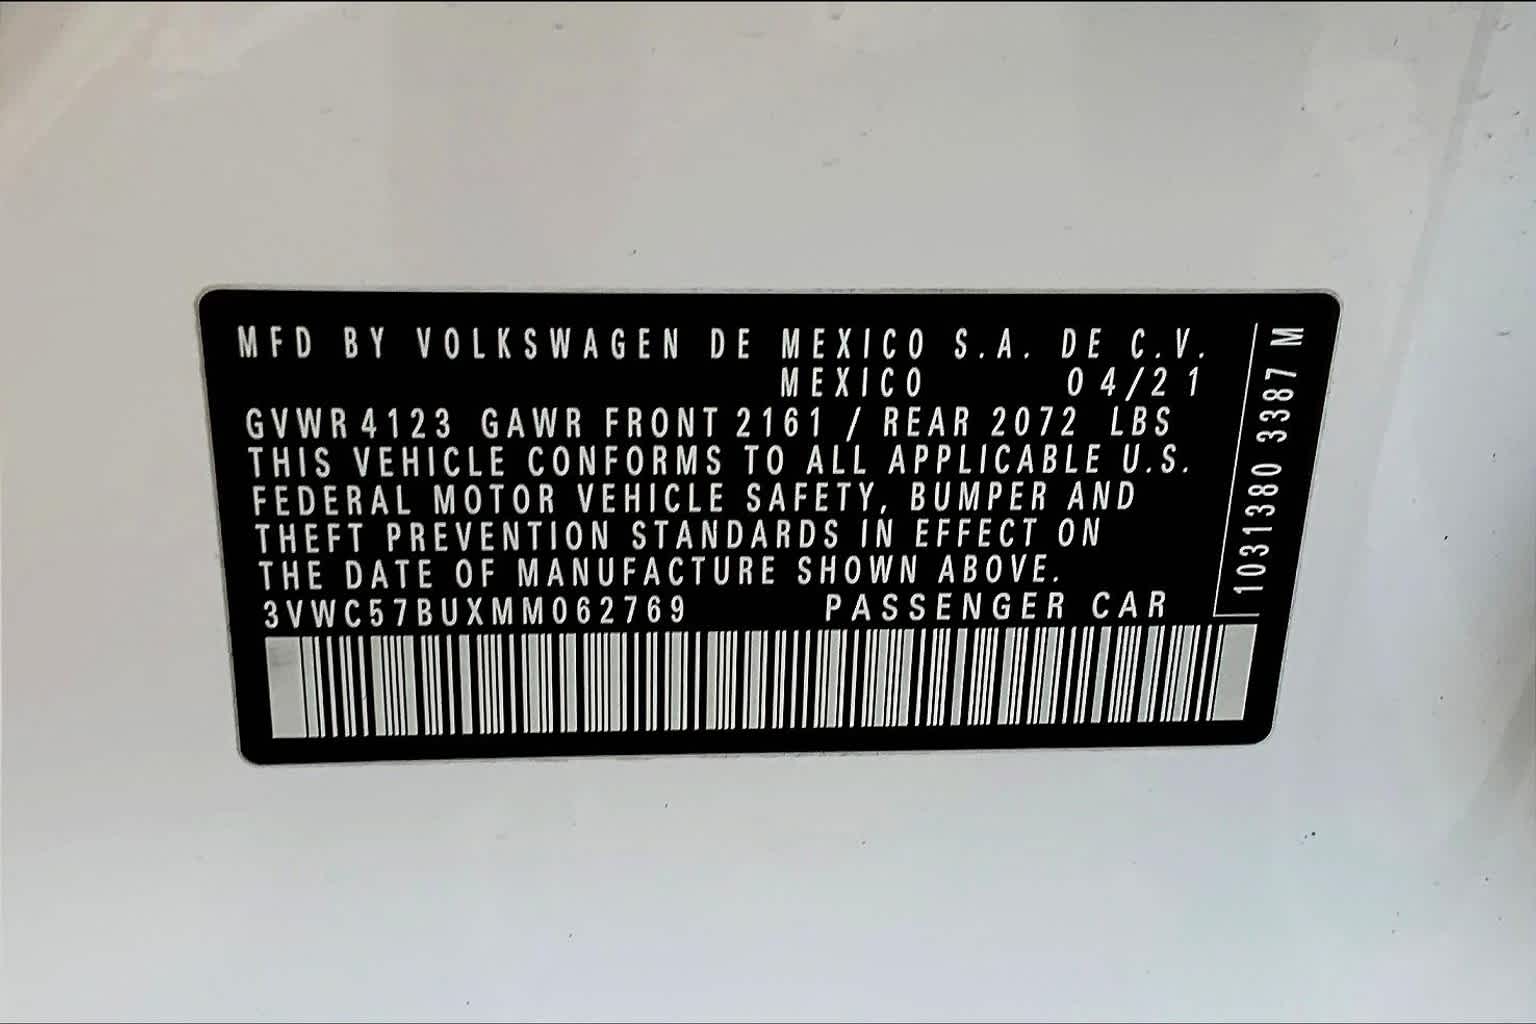 MFD BY VOLKSWAGEN DE MEXICO S.A. DE C.V.
MEXICO 04/21
GVWR 4123 GAWR FRONT 2161 / REAR 2072 LBS
THIS VEHICLE CONFORMS TO ALL APPLICABLE U.S.
FEDERAL MOTOR VEHICLE SAFETY, BUMPER AND
THEFT PREVENTION STANDARDS IN EFFECT ON
THE DATE OF MANUFACTURE SHOWN ABOVE.
3VWC57BUXMM062769 PASSENGER CAR
1031380 3387 M